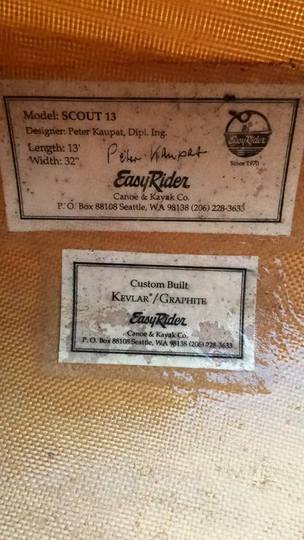 Model: SCOUT 13
Designer: Peter Kaupat, Dipl. Ing.
Length: 13'
Width: 32"
Peter Kaupat
EasyRider
Since 1970
EasyRider
Canoe & Kayak Co.
P. O. Box 88108 Seattle, WA 98138 (206) 228-3633
Custom Built
KEVLAR®/GRAPHITE
EasyRider
Canoe & Kayak Co.
P. O. Box 88108 Seattle, WA 98138 (206) 228-3633